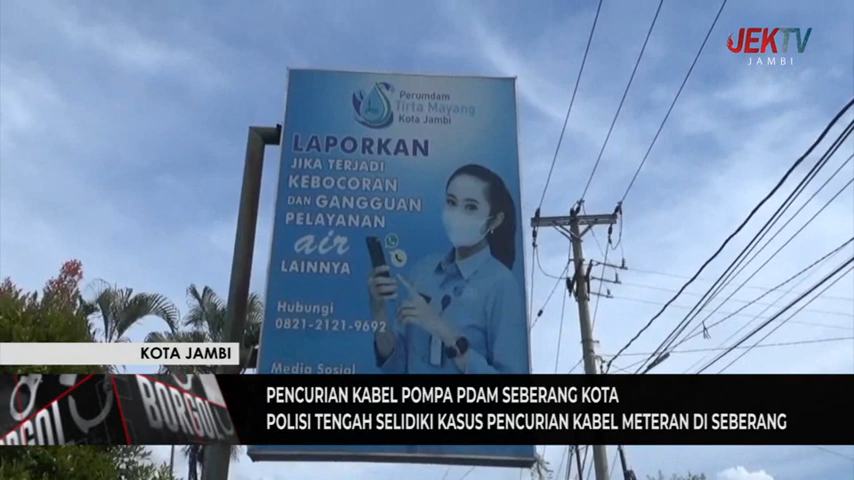 JEKTV
JAMBI
Perumdam
Tirta Mayang
Kota Jambi
LAPORKAN
JIKA TERJADI
KEBOCORAN
DAN GANGGUAN
PELAYANAN
air
LAINNYA
Hubungi
0821-2121-9692
Media Sosial
KOTA JAMBI
BORGOL
PENCURIAN KABEL POMPA PDAM SEBERANG KOTA
POLISI TENGAH SELIDIKI KASUS PENCURIAN KABEL METERAN DI SEBERANG